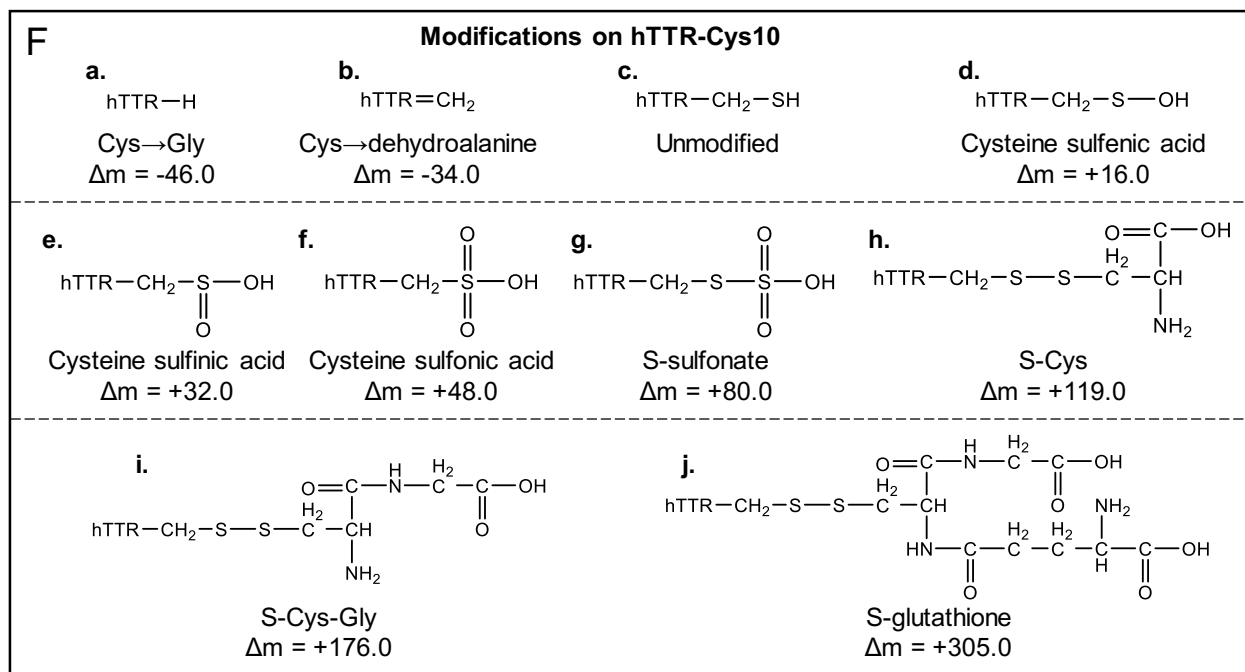 F
Modifications on hTTR-Cys10
a.
hTTR—H
Cys→Gly
Δm = -46.0
b.
hTTR=CH₂
Cys→dehydroalanine
Δm = -34.0
c.
hTTR—CH₂—SH
Unmodified
d.
hTTR—CH₂—S—OH
Cysteine sulfenic acid
Δm = +16.0
e.
hTTR—CH₂—S—OH
O
Cysteine sulfinic acid
Δm = +32.0
f.
O
hTTR—CH₂—S—OH
O
Cysteine sulfonic acid
Δm = +48.0
g.
O
hTTR—CH₂—S—S—OH
O
S-sulfonate
Δm = +80.0
h.
O=C—OH
H₂
hTTR—CH₂—S—S—C—CH
NH₂
S-Cys
Δm = +119.0
i.
H H₂
O=C—N—C—C—OH
H₂ O
hTTR—CH₂—S—S—C—CH
NH₂
S-Cys-Gly
Δm = +176.0
j.
H H₂
O=C—N—C—C—OH
H₂ O
hTTR—CH₂—S—S—C—CH
H₂ H₂ NH₂
HN—C—C—C—C—C—OH
O H O
S-glutathione
Δm = +305.0